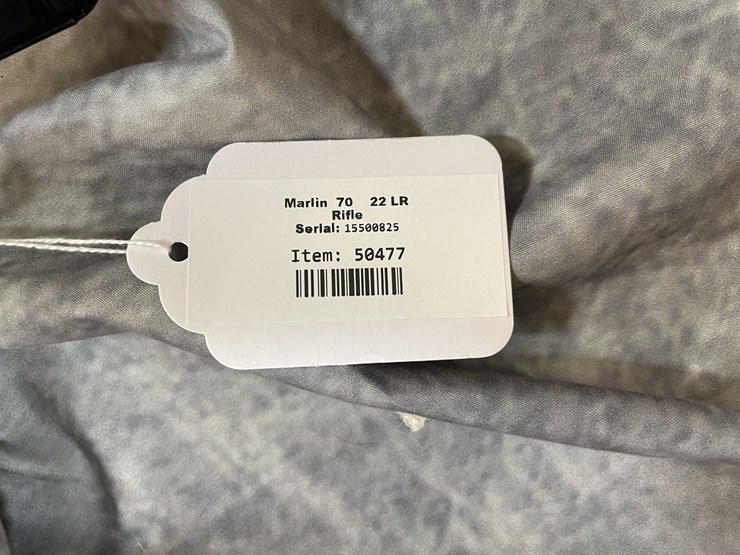 Marlin 70 22 LR
Rifle
Serial: 15500825
Item: 50477